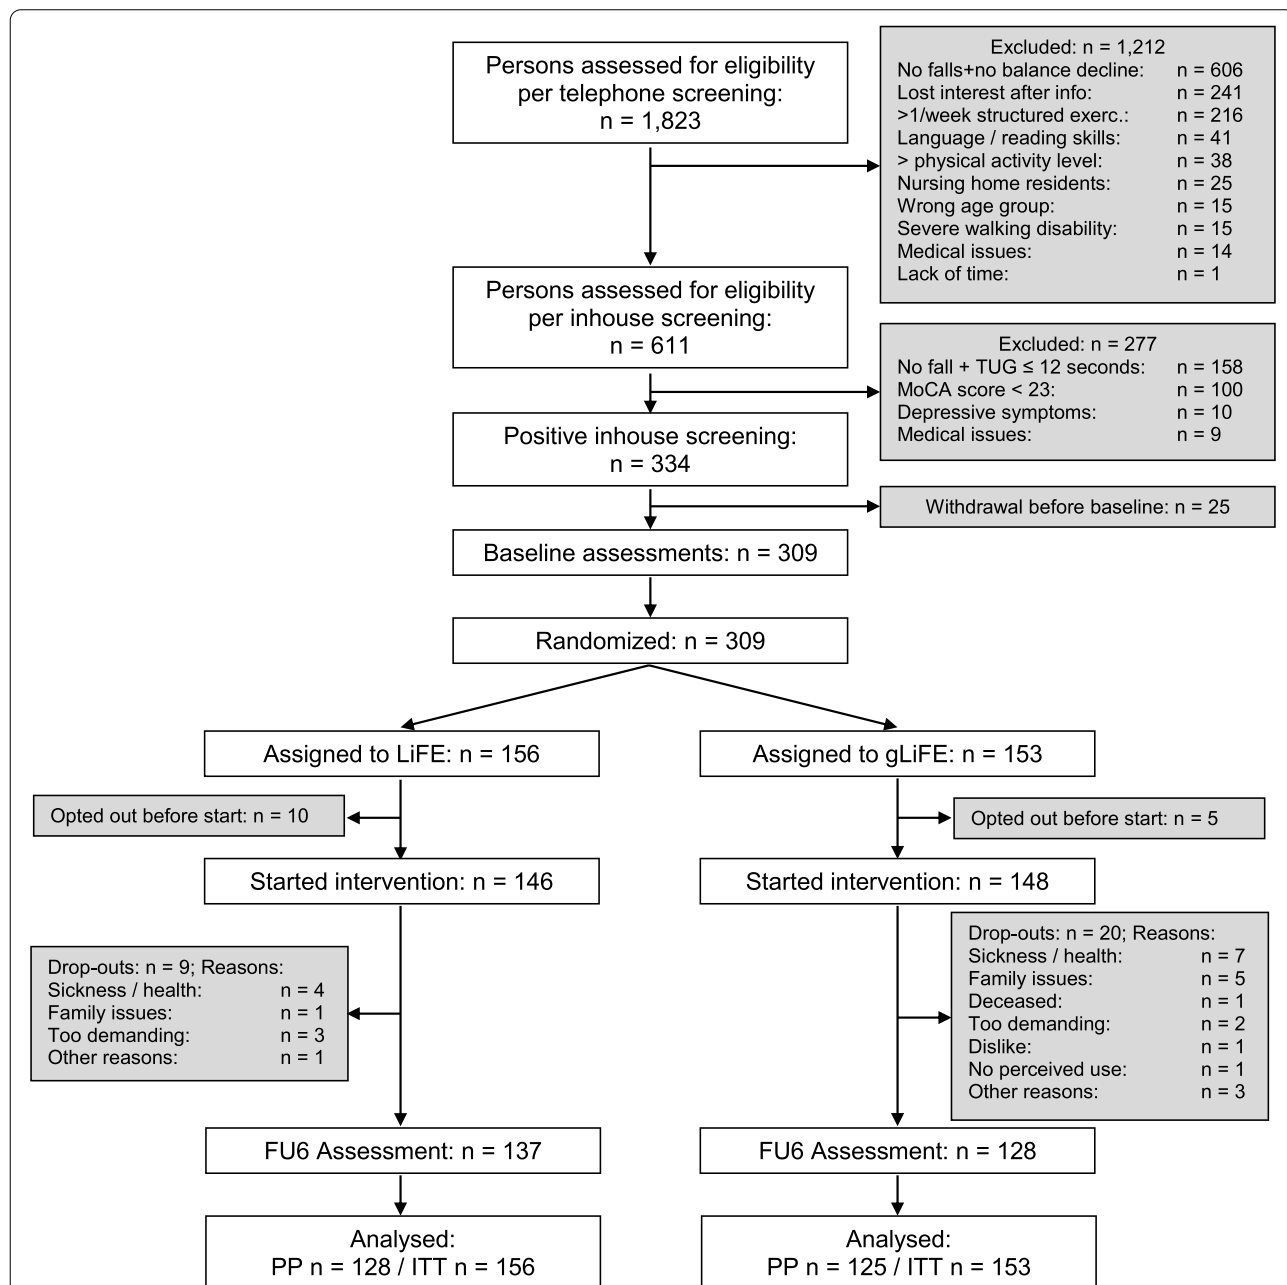 Persons assessed for eligibility
per telephone screening:
n = 1,823
Excluded: n = 1,212
No falls+no balance decline: n = 606
Lost interest after info: n = 241
>1/week structured exerc.: n = 216
Language / reading skills: n = 41
> physical activity level: n = 38
Nursing home residents: n = 25
Wrong age group: n = 15
Severe walking disability: n = 15
Medical issues: n = 14
Lack of time: n = 1
Persons assessed for eligibility
per inhouse screening:
n = 611
Excluded: n = 277
No fall + TUG ≤ 12 seconds: n = 158
MoCA score < 23: n = 100
Depressive symptoms: n = 10
Medical issues: n = 9
Positive inhouse screening:
n = 334
Withdrawal before baseline: n = 25
Baseline assessments: n = 309
Randomized: n = 309
Assigned to LiFE: n = 156
Assigned to gLiFE: n = 153
Opted out before start: n = 10
Opted out before start: n = 5
Started intervention: n = 146
Started intervention: n = 148
Drop-outs: n = 9; Reasons:
Sickness / health: n = 4
Family issues: n = 1
Too demanding: n = 3
Other reasons: n = 1
Drop-outs: n = 20; Reasons:
Sickness / health: n = 7
Family issues: n = 5
Deceased: n = 1
Too demanding: n = 2
Dislike: n = 1
No perceived use: n = 1
Other reasons: n = 3
FU6 Assessment: n = 137
FU6 Assessment: n = 128
Analysed:
PP n = 128 / ITT n = 156
Analysed:
PP n = 125 / ITT n = 153